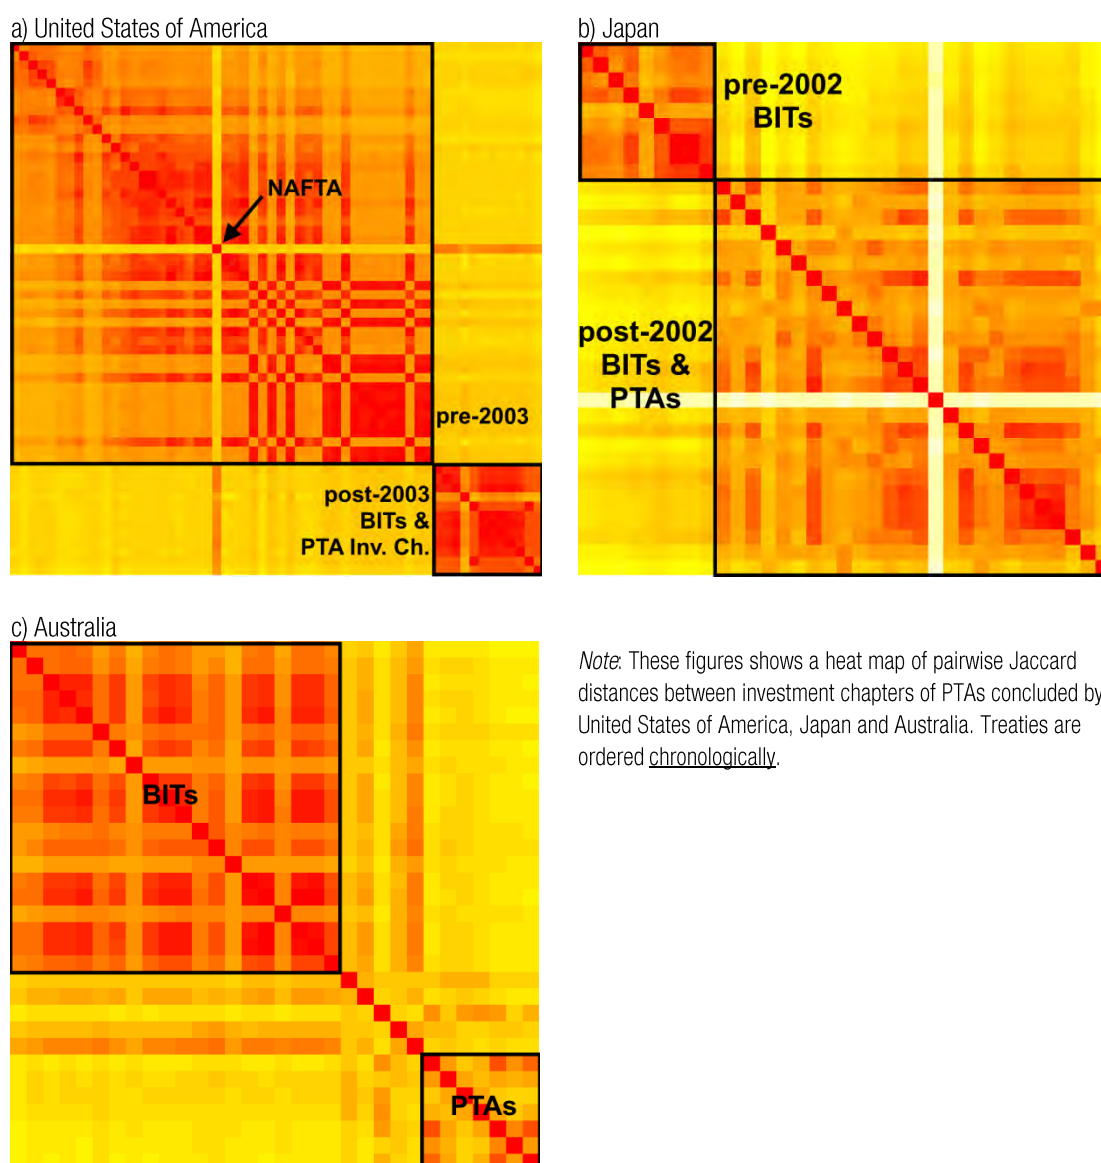 a) United States of America
NAFTA
pre-2003
post-2003
BITs &
PTA Inv. Ch.
b) Japan
pre-2002
BITs
post-2002
BITs &
PTAs
c) Australia
BITs
PTAs
Note: These figures shows a heat map of pairwise Jaccard
distances between investment chapters of PTAs concluded by
United States of America, Japan and Australia. Treaties are
ordered chronologically.